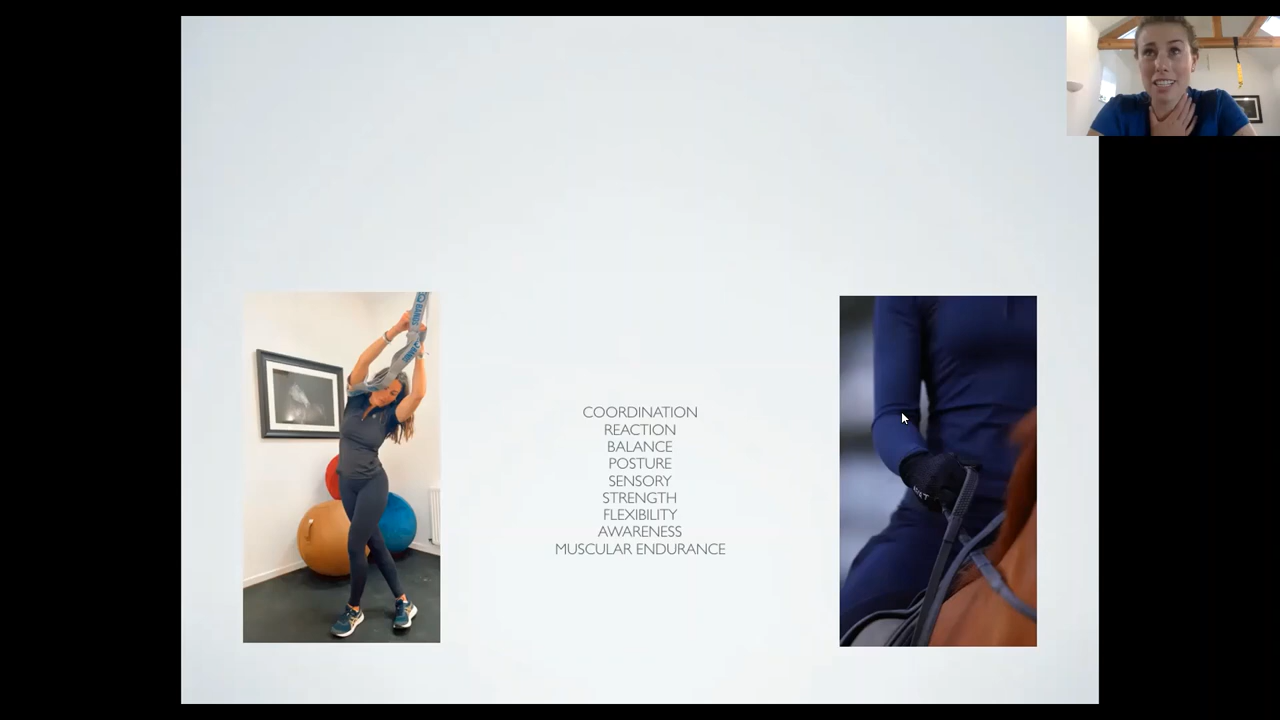 COORDINATION
REACTION
BALANCE
POSTURE
SENSORY
STRENGTH
FLEXIBILITY
AWARENESS
MUSCULAR ENDURANCE